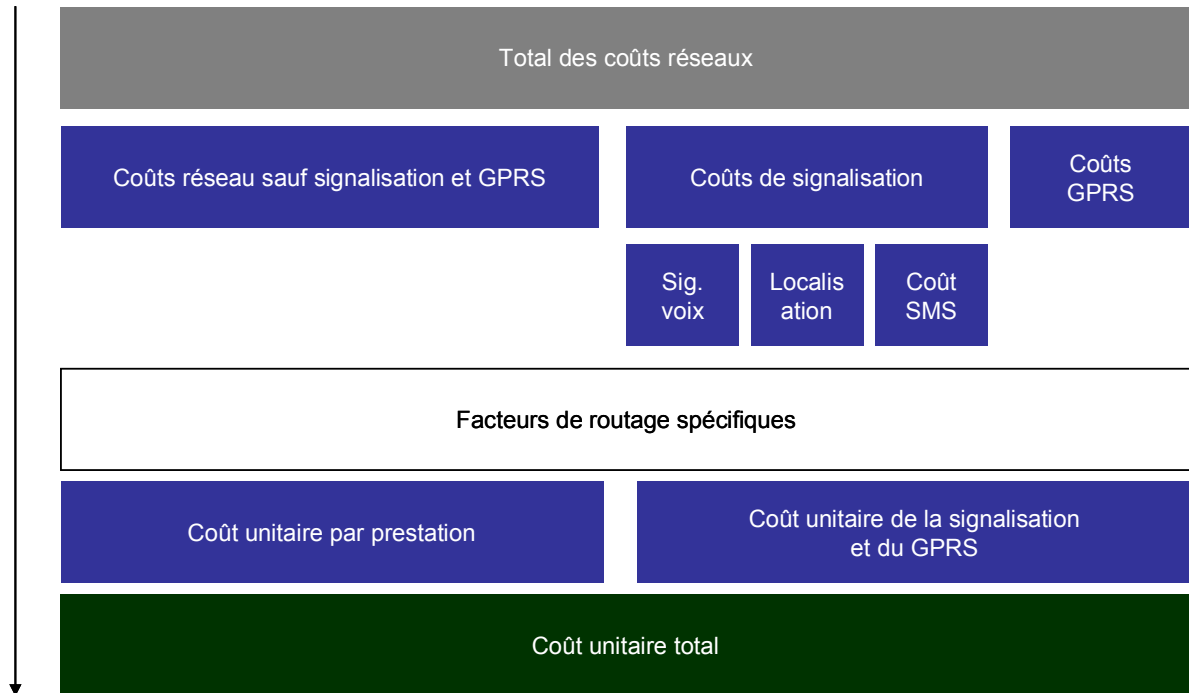 Total des coûts réseaux
Coûts réseau sauf signalisation et GPRS
Coûts de signalisation
Coûts
GPRS
Sig.
voix
Localis
ation
Coût
SMS
Facteurs de routage spécifiques
Coût unitaire par prestation
Coût unitaire de la signalisation
et du GPRS
Coût unitaire total